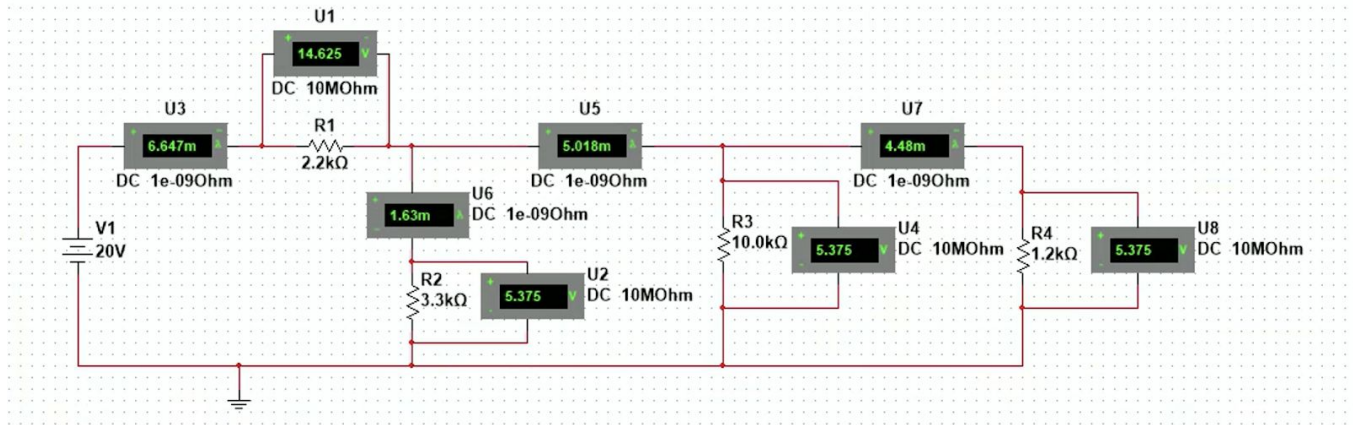 U1
14.625 V
DC 10MOhm
U3
6.647m A
DC 1e-09Ohm
R1
2.2kΩ
U5
5.018m A
DC 1e-09Ohm
U7
4.48m A
DC 1e-09Ohm
V1
20V
U6
1.63m A
DC 1e-09Ohm
R2
3.3kΩ
U2
5.375 V
DC 10MOhm
R3
10.0kΩ
U4
5.375 V
DC 10MOhm
R4
1.2kΩ
U8
5.375 V
DC 10MOhm